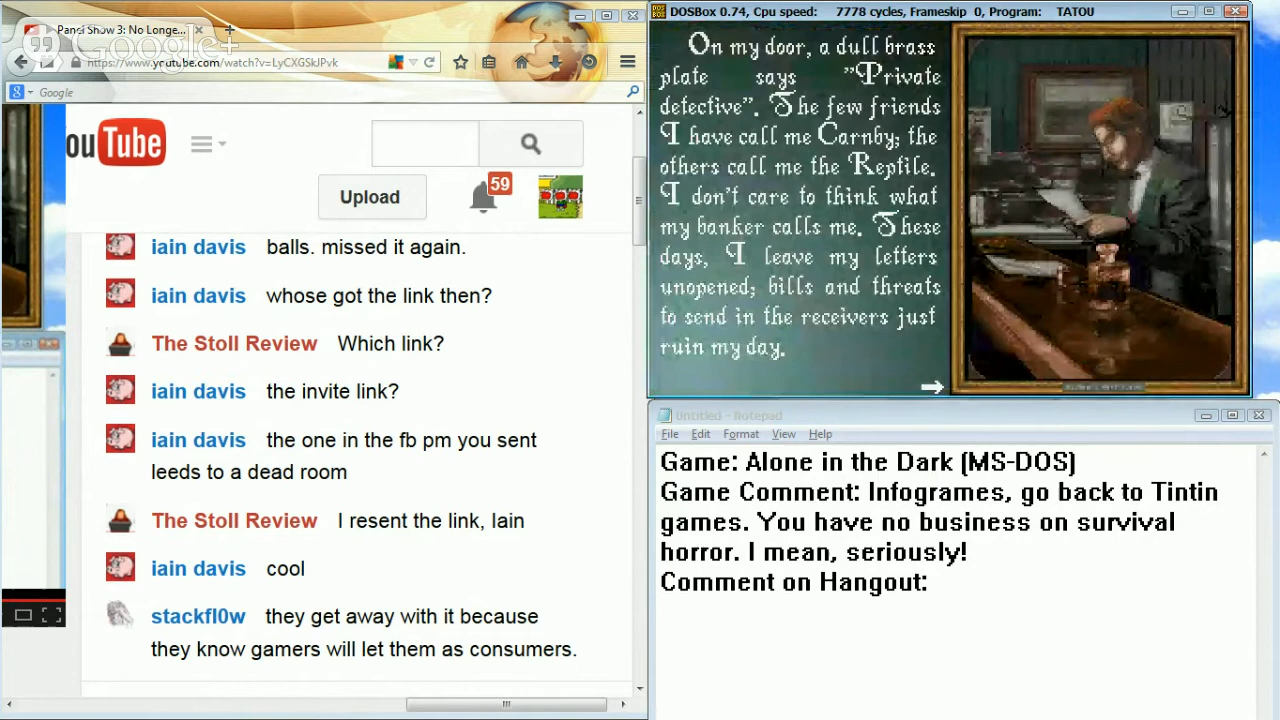 Panel Show 3: No Longe...
Google+
https://www.youtube.com/watch?v=LyCXGSkJPvk
Google
ouTube
Upload
59
iain davis balls. missed it again.
iain davis whose got the link then?
The Stoll Review Which link?
iain davis the invite link?
iain davis the one in the fb pm you sent
leeds to a dead room
The Stoll Review I resent the link, Iain
iain davis cool
stackfl0w they get away with it because
they know gamers will let them as consumers.
DOSBox 0.74, Cpu speed: 7778 cycles, Frameskip 0, Program: TATOU
On my door, a dull brass
plate says "Private
detective". The few friends
I have call me Carnby; the
others call me the Reptile.
I don't care to think what
my banker calls me. These
days, I leave my letters
unopened; bills and threats
to send in the receivers just
ruin my day.
Untitled - Notepad
File Edit Format View Help
Game: Alone in the Dark (MS-DOS)
Game Comment: Infogrames, go back to Tintin
games. You have no business on survival
horror. I mean, seriously!
Comment on Hangout: